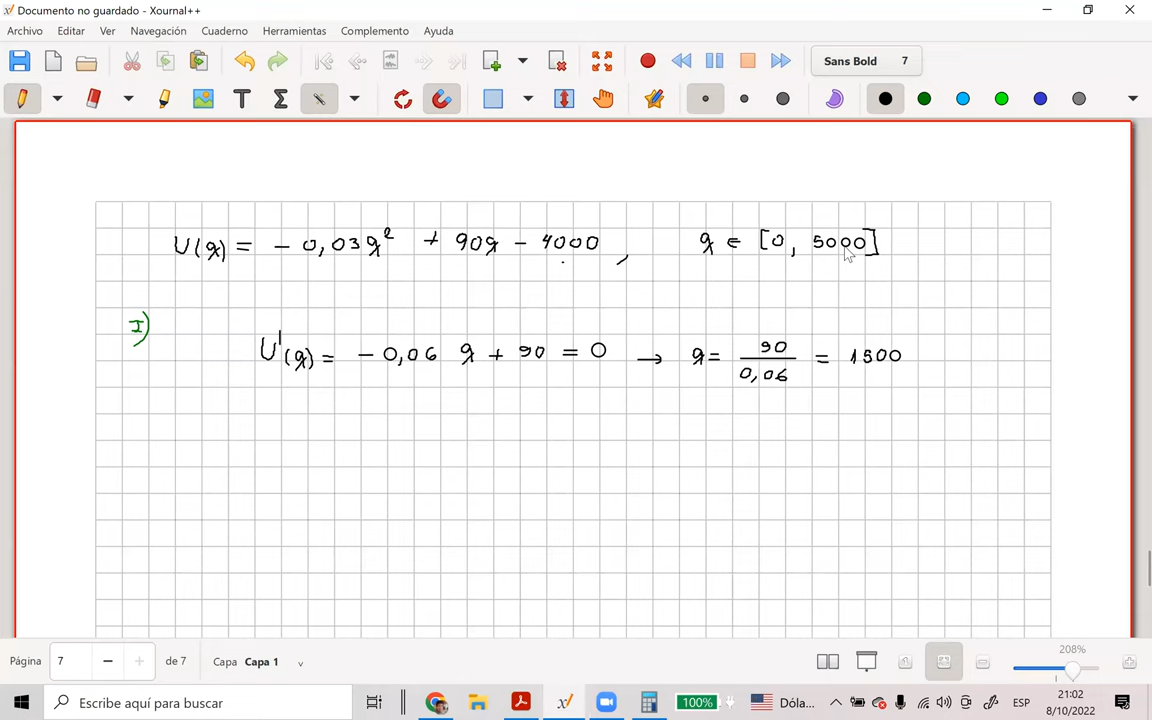 Documento no guardado - Xournal++
Archivo Editar Ver Navegación Cuaderno Herramientas Complemento Ayuda
Sans Bold 7
U(q) = - 0,03q² + 90q - 4000, q ∈ [0, 5000]
I)
U'(q) = - 0,06 q + 90 = 0 → q = 90/0,06 = 1500
Página 7 de 7 Capa Capa 1 208%
Escribe aquí para buscar 100% Dóla... ESP 21:02
8/10/2022